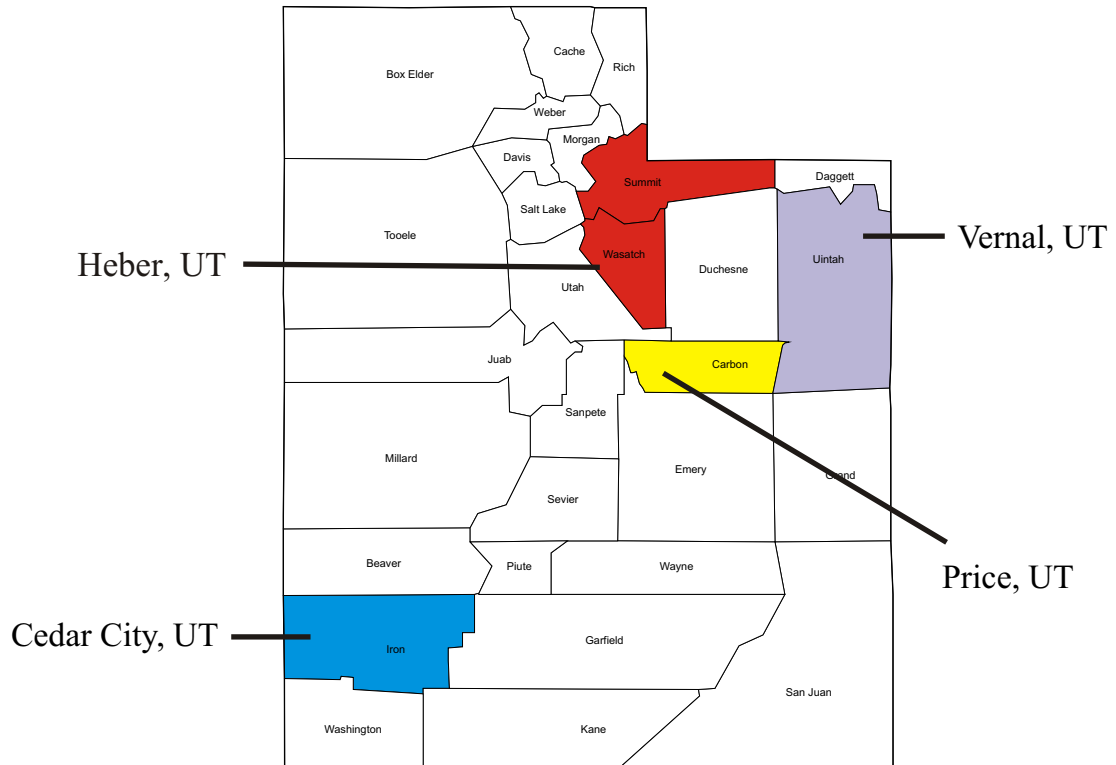 Cache
Rich
Box Elder
Weber
Morgan
Davis
Summit
Daggett
Salt Lake
Tooele
Vernal, UT
Wasatch
Uintah
Heber, UT
Duchesne
Utah
Juab
Carbon
Sanpete
Millard
Emery
Grand
Sevier
Beaver
Piute
Wayne
Price, UT
Cedar City, UT
Iron
Garfield
San Juan
Washington
Kane